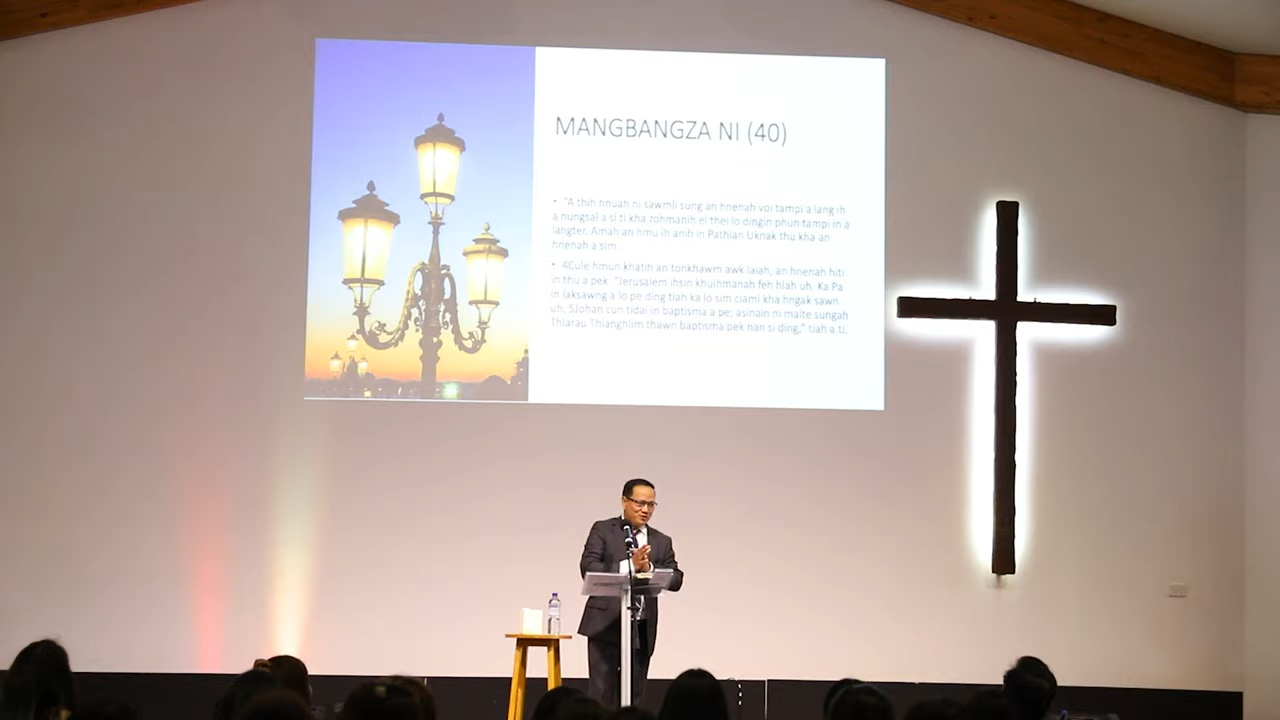 MANGBANGZA NI (40)
• "A thih hnuah ni sawmli sung an hnenah voi tampi a lang ih
a nungsal a si ti kha zohmanih el thei lo dingin phun tampi in a
langter. Amah an hmu ih anih in Pathian Uknak thu kha an
hnenah a sim.
• 4Cule hmun khatih an tonkhawm awk laiah, an hnenah hiti
in thu a pek: "Jerusalem ihsin khuihmanah feh hlah uh. Ka Pa
in laksawng a lo pe ding tiah ka lo sim ciami kha hngak sawn
uh. 5Johan cun tidai in baptisma a pe; asinain ni malte sungah
Thlarau Thianghlim thawn baptisma pek nan si ding," tiah a ti.